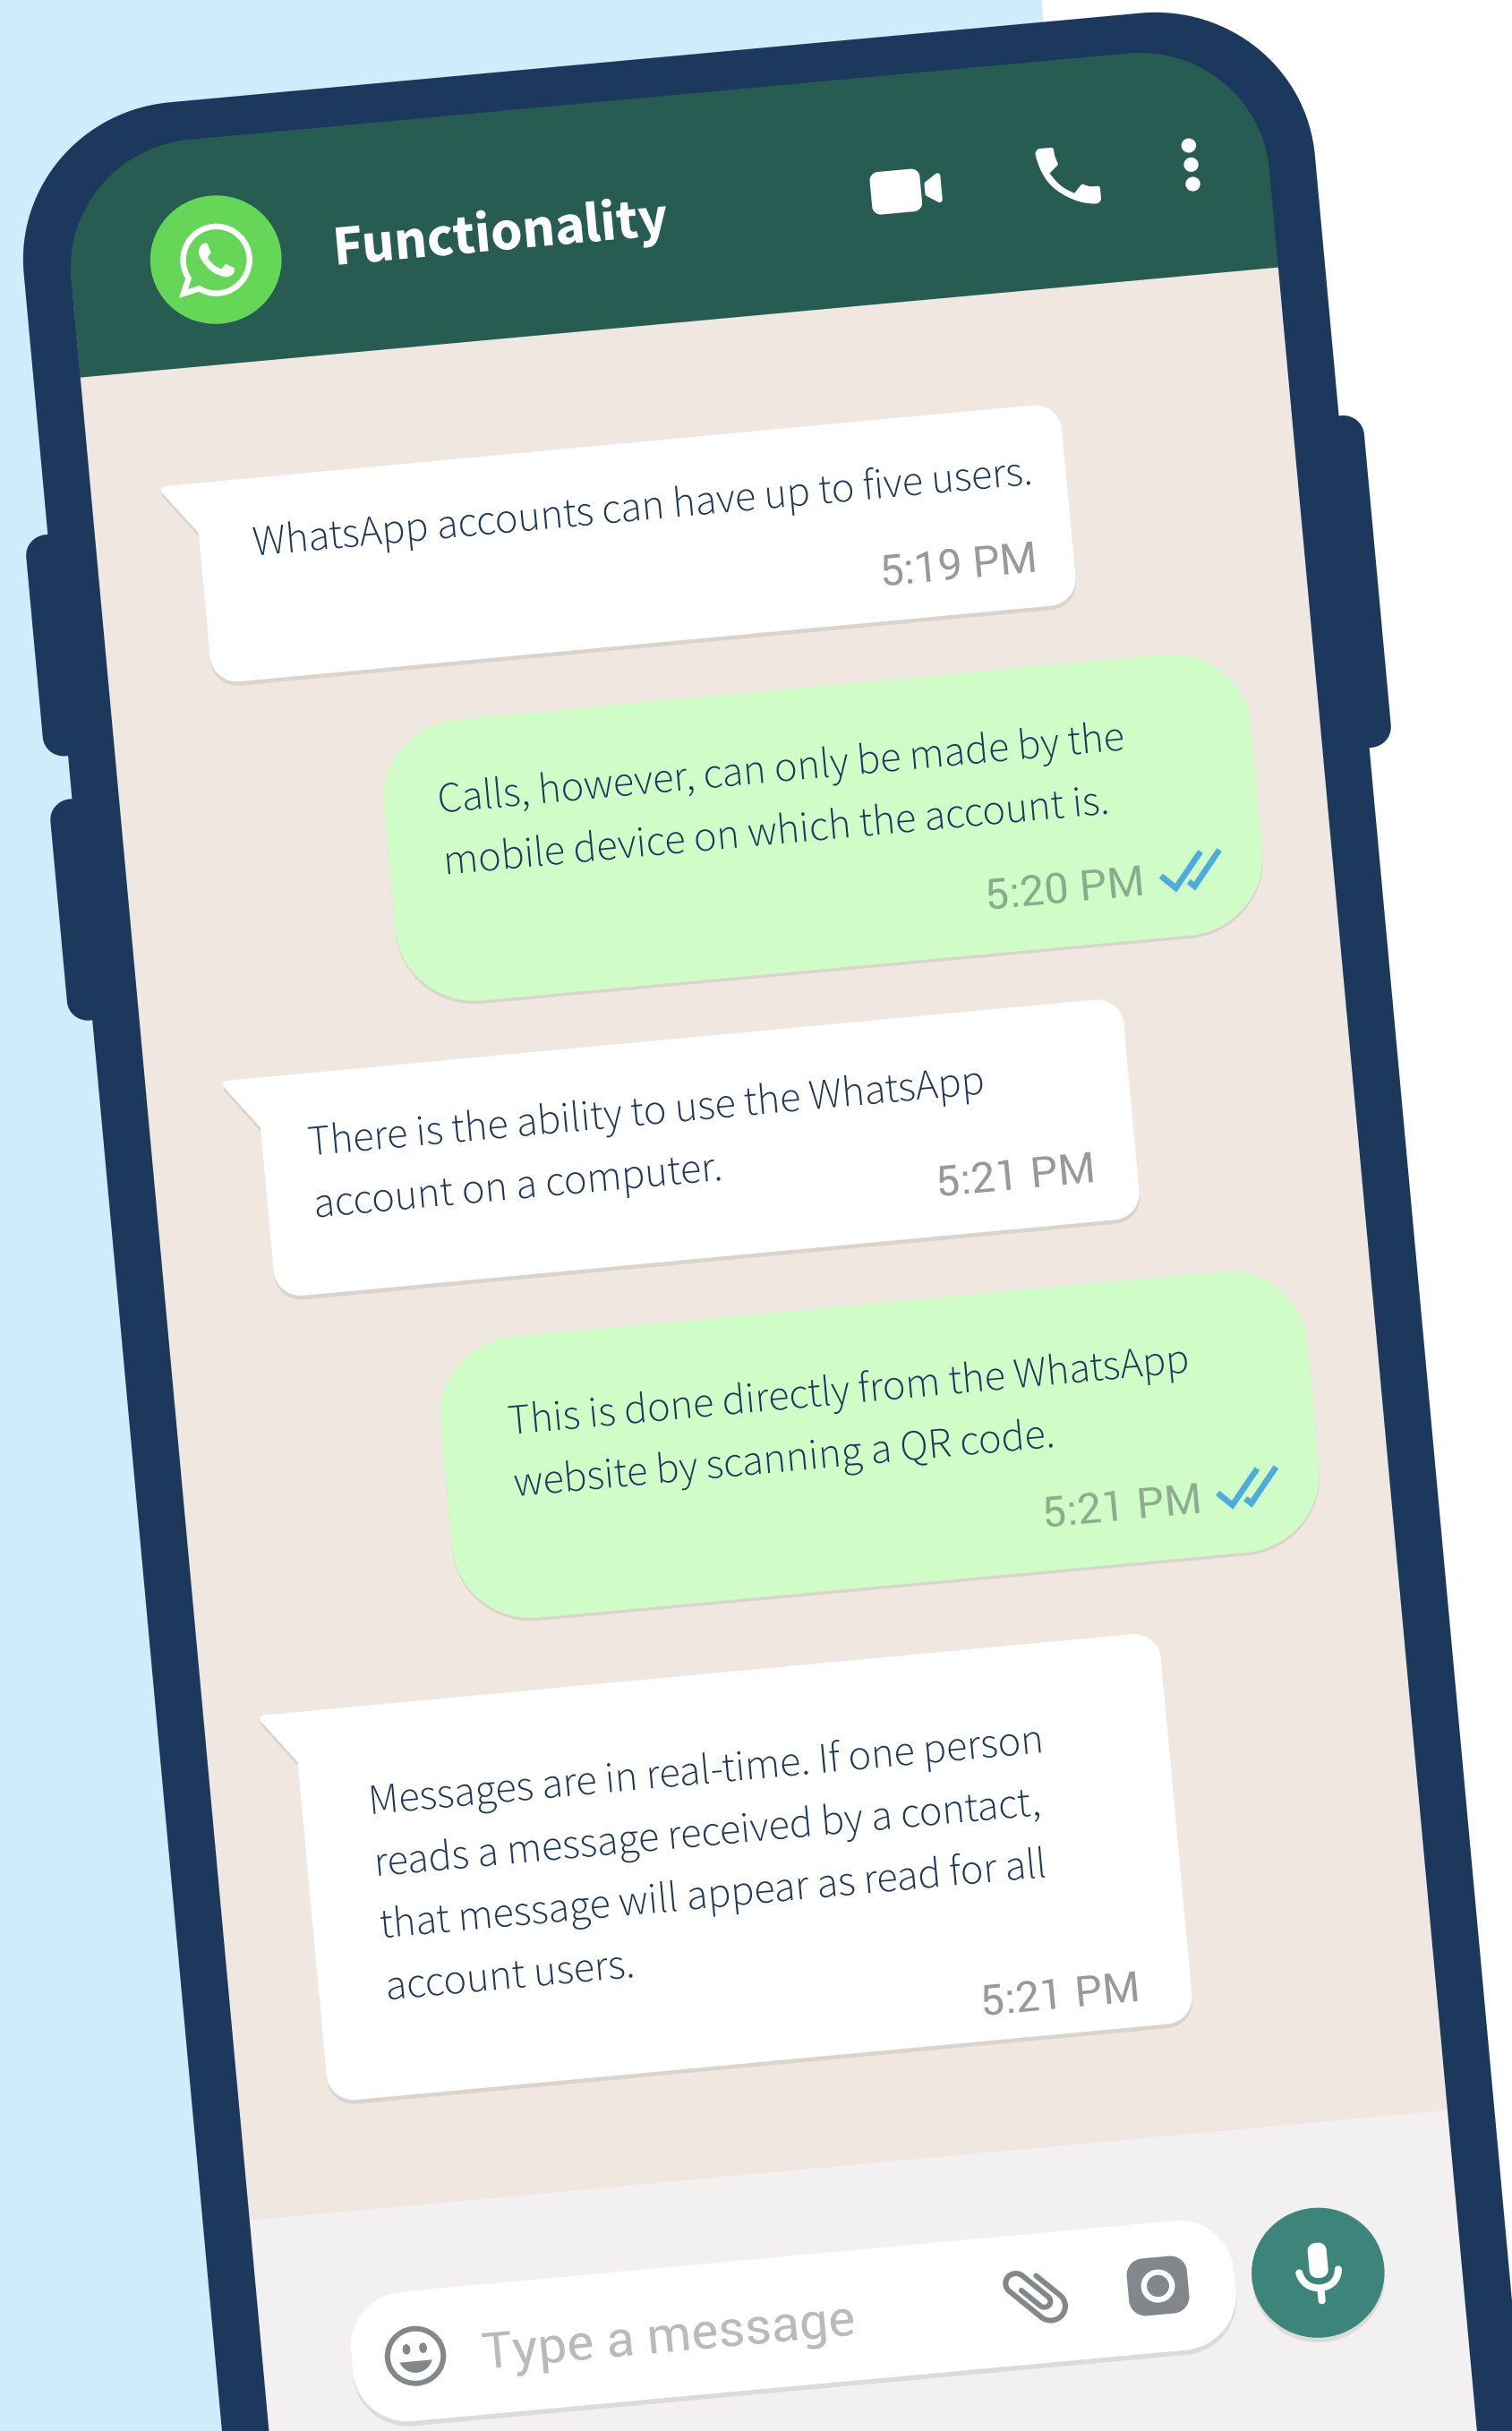 Functionality
WhatsApp accounts can have up to five users.
5:19 PM
Calls, however, can only be made by the
mobile device on which the account is.
5:20 PM
There is the ability to use the WhatsApp
account on a computer.
5:21 PM
This is done directly from the WhatsApp
website by scanning a QR code.
5:21 PM
Messages are in real-time. If one person
reads a message received by a contact,
that message will appear as read for all
account users.
5:21 PM
Type a message